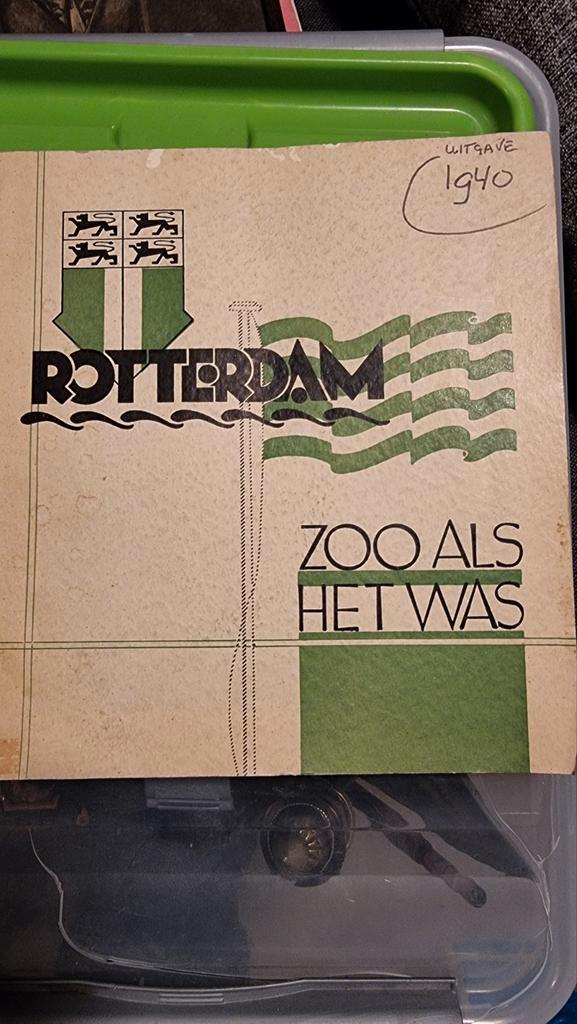 UITGAVE
1940
ROTTERDAM
ZOO ALS
HET WAS